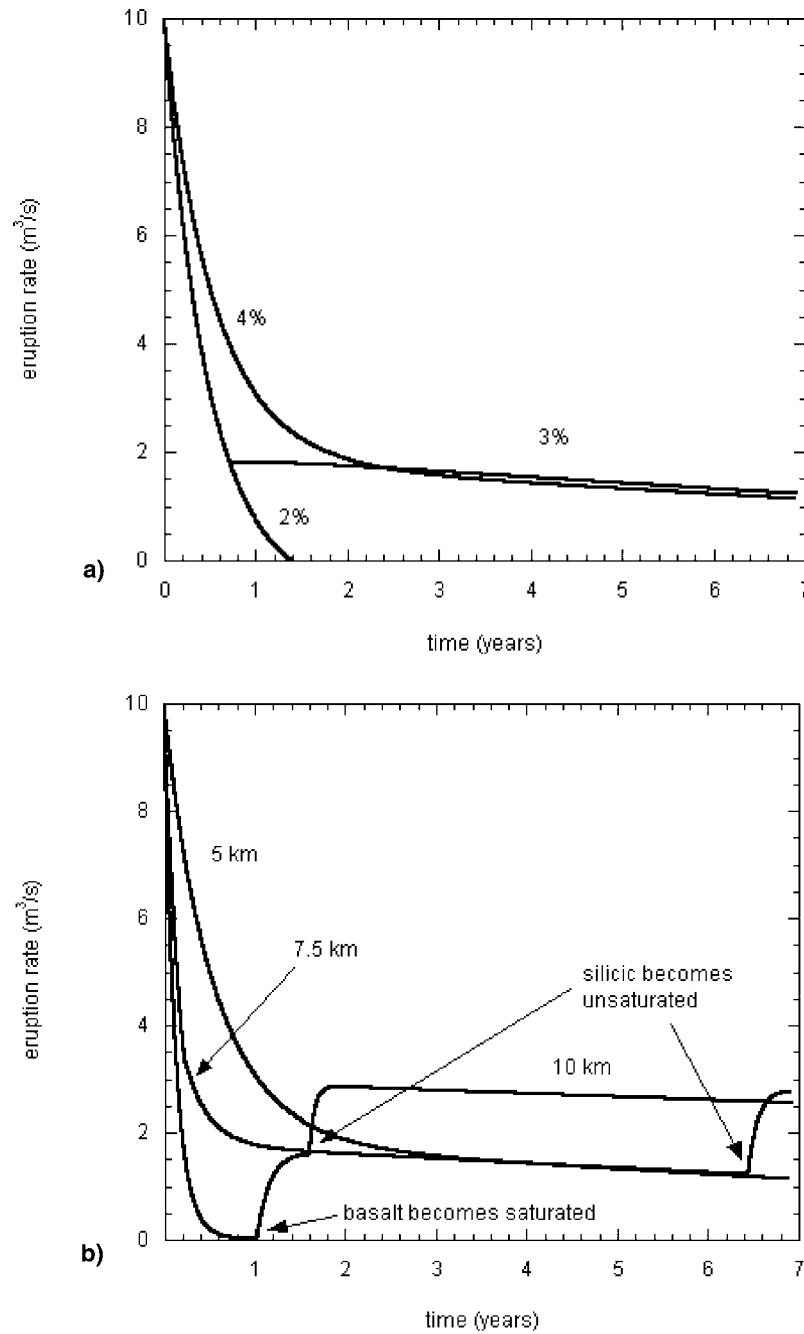 10
8
6
4
2
0
eruption rate (m³/s)
4%
3%
2%
a)
0 1 2 3 4 5 6 7
time (years)
10
8
6
4
2
0
eruption rate (m³/s)
5 km
7.5 km
silicic becomes
unsaturated
10 km
basalt becomes saturated
b)
1 2 3 4 5 6 7
time (years)